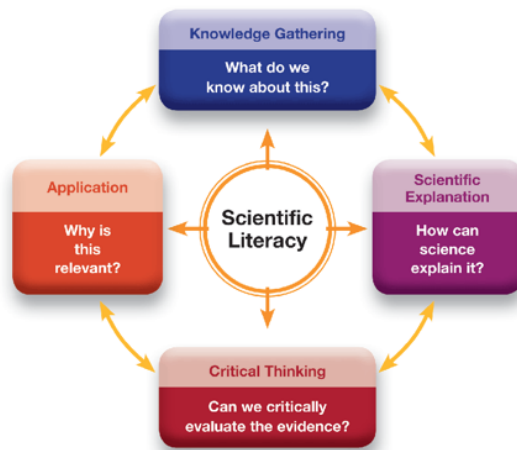 Knowledge Gathering
What do we
know about this?
Application
Why is
this
relevant?
Scientific
Literacy
Scientific
Explanation
How can
science
explain it?
Critical Thinking
Can we critically
evaluate the evidence?